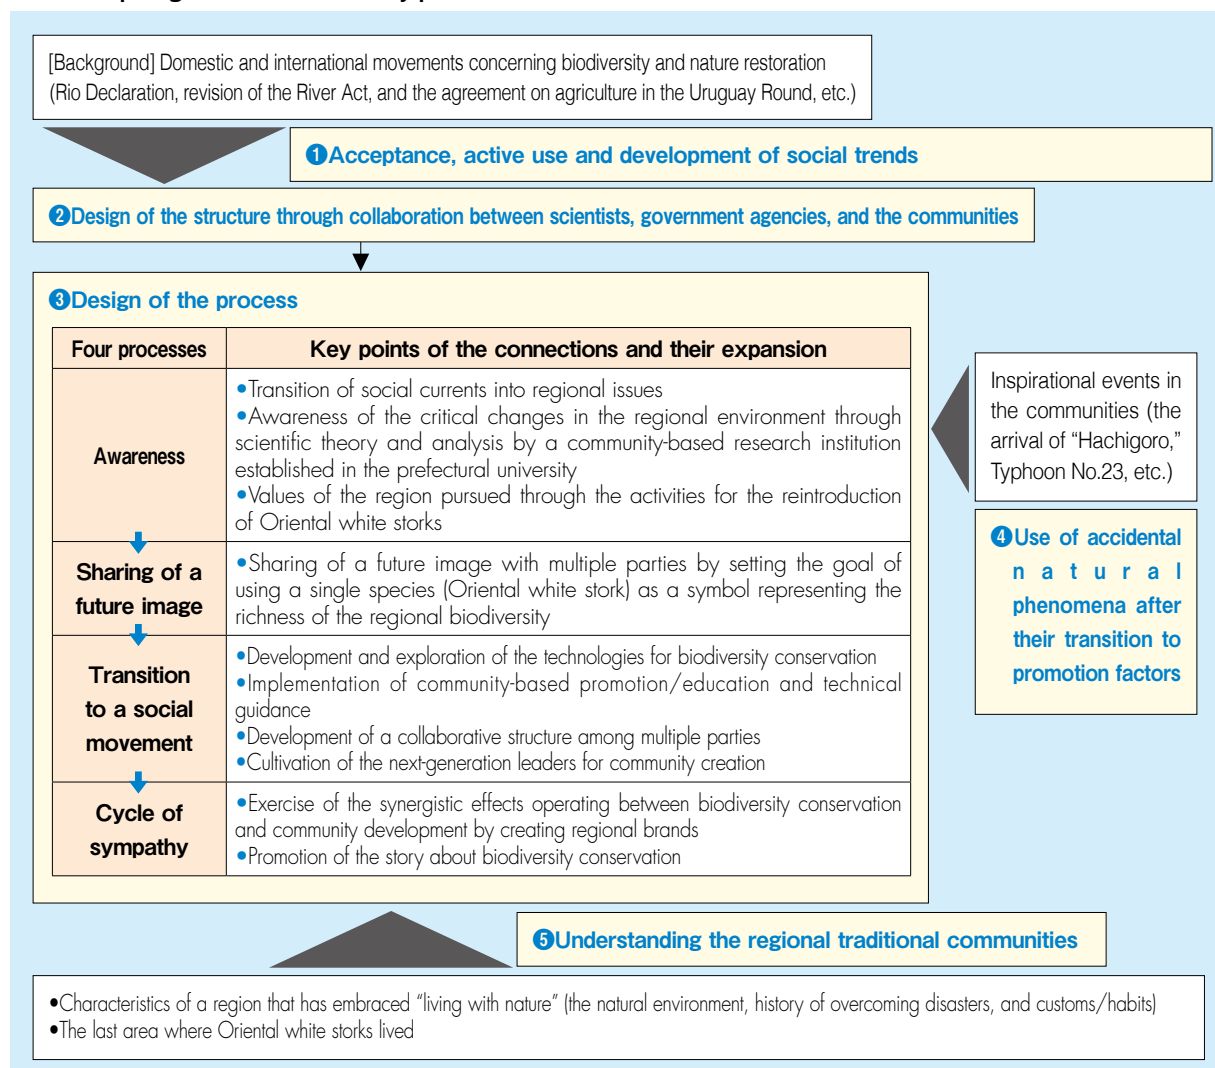 [Background] Domestic and international movements concerning biodiversity and nature restoration
(Rio Declaration, revision of the River Act, and the agreement on agriculture in the Uruguay Round, etc.)
❶Acceptance, active use and development of social trends
❷Design of the structure through collaboration between scientists, government agencies, and the communities
❸Design of the process
Four processes
Key points of the connections and their expansion
Awareness
•Transition of social currents into regional issues
•Awareness of the critical changes in the regional environment through
scientific theory and analysis by a community-based research institution
established in the prefectural university
•Values of the region pursued through the activities for the reintroduction
of Oriental white storks
Sharing of a
future image
•Sharing of a future image with multiple parties by setting the goal of
using a single species (Oriental white stork) as a symbol representing the
richness of the regional biodiversity
Transition
to a social
movement
•Development and exploration of the technologies for biodiversity conservation
•Implementation of community-based promotion/education and technical
guidance
•Development of a collaborative structure among multiple parties
•Cultivation of the next-generation leaders for community creation
Cycle of
sympathy
•Exercise of the synergistic effects operating between biodiversity conservation
and community development by creating regional brands
•Promotion of the story about biodiversity conservation
Inspirational events in
the communities (the
arrival of “Hachigoro,”
Typhoon No.23, etc.)
❹Use of accidental
natural
phenomena after
their transition to
promotion factors
❺Understanding the regional traditional communities
•Characteristics of a region that has embraced “living with nature” (the natural environment, history of overcoming disasters, and customs/habits)
•The last area where Oriental white storks lived